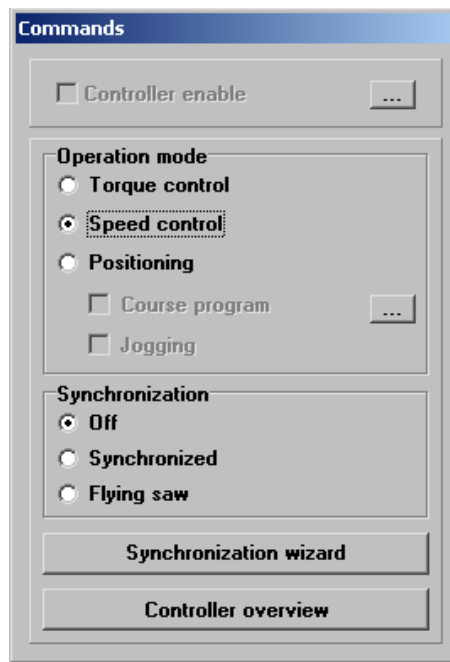 Commands
Controller enable ...
Operation mode
Torque control
Speed control
Positioning
Course program ...
Jogging
Synchronization
Off
Synchronized
Flying saw
Synchronization wizard
Controller overview